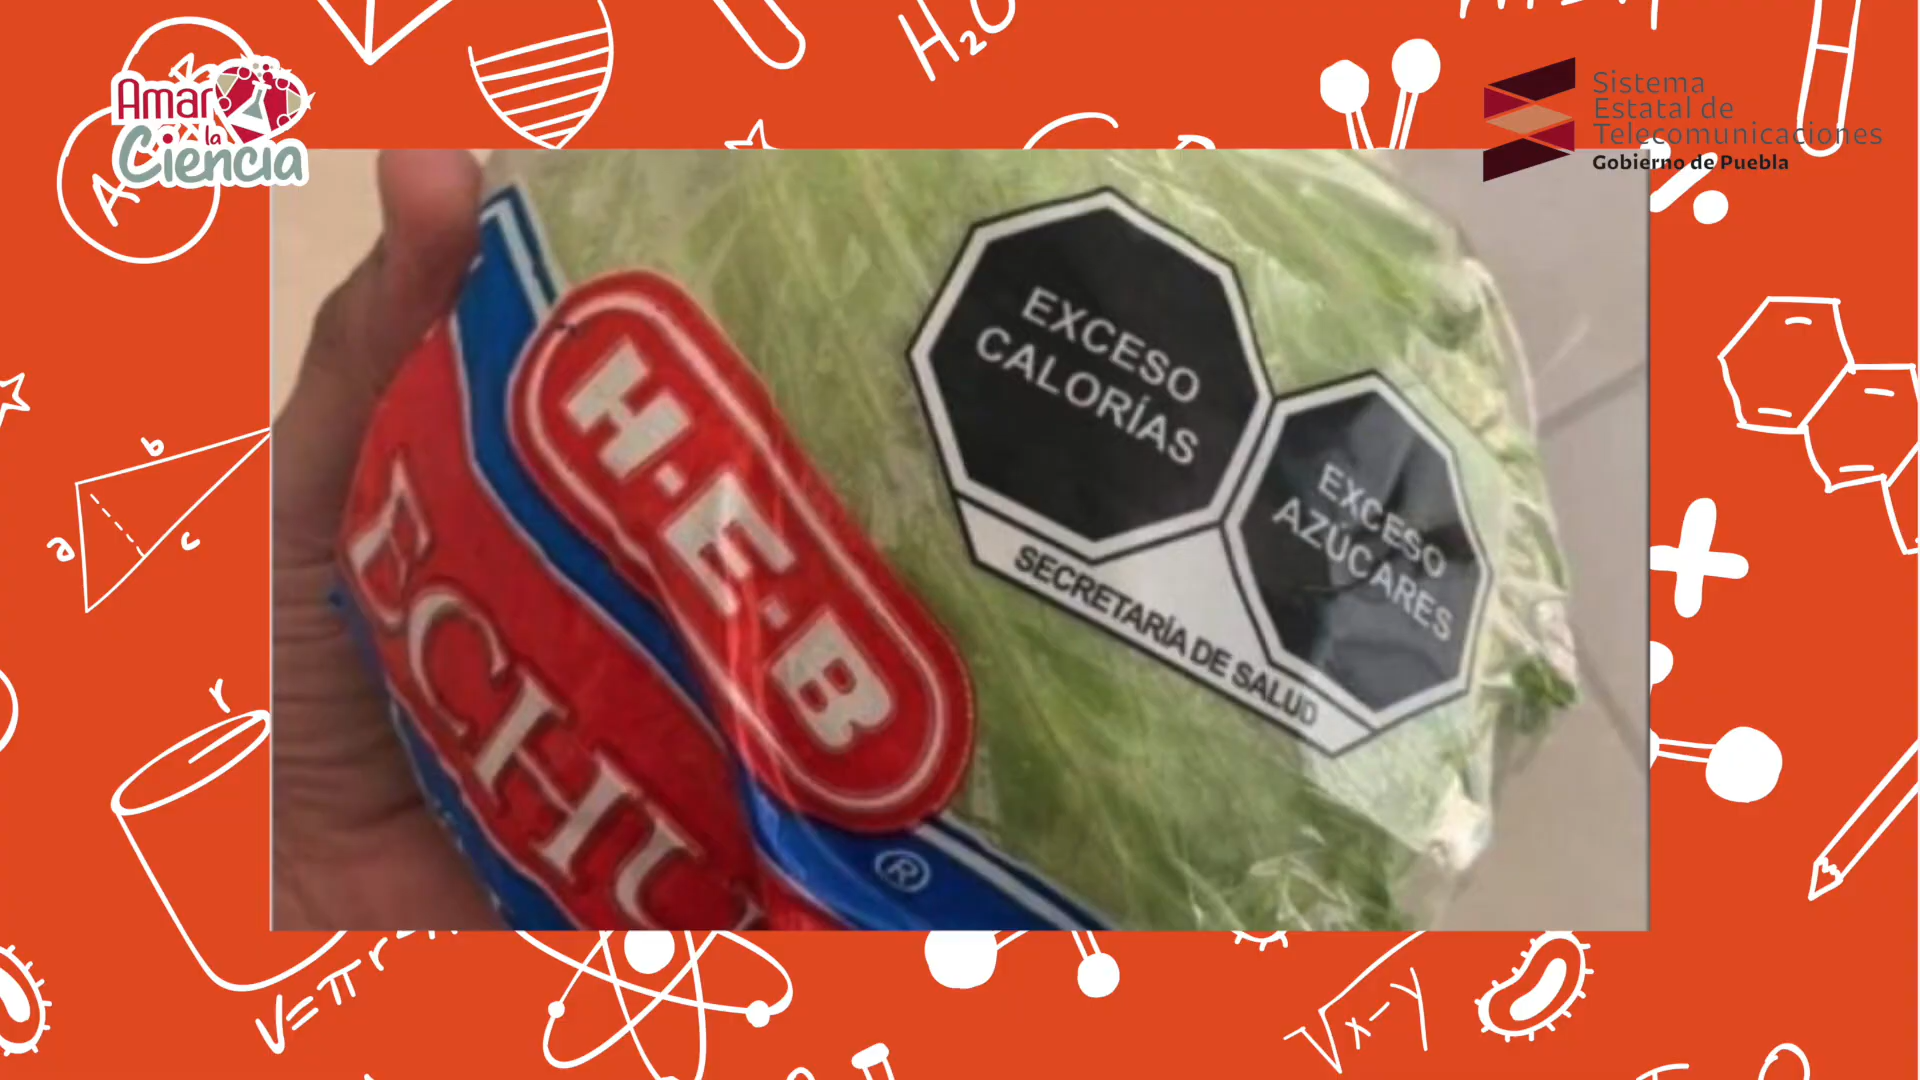 Amar
la
Ciencia
Sistema
Estatal de
Telecomunicaciones
Gobierno de Puebla
H₂O
A
b
a
c
r
H-E-B
ECHU
®
EXCESO
CALORÍAS
EXCESO
AZÚCARES
SECRETARÍA DE SALUD
V=πr
√x-y